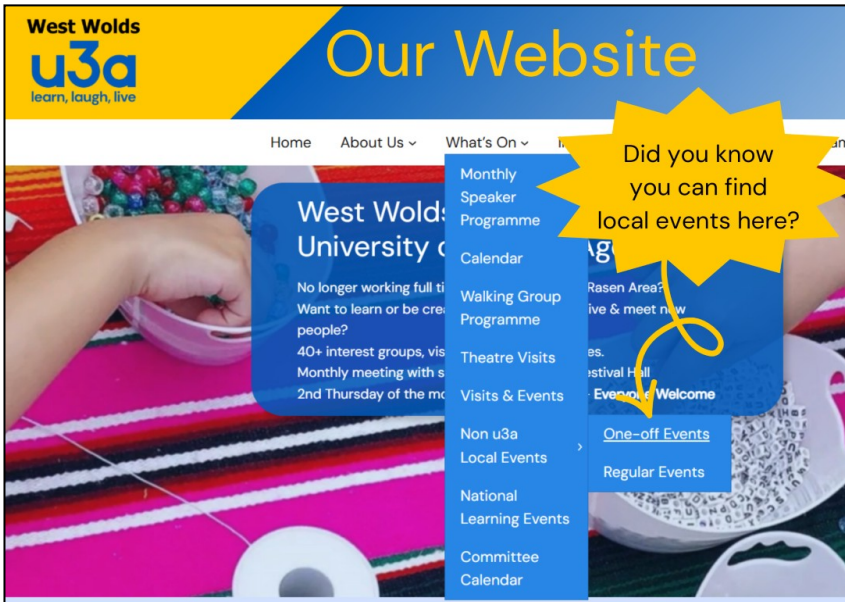 West Wolds
u3a
learn, laugh, live
Our Website
Home About Us What's On
Did you know
you can find
local events here?
West Wolds
University
No longer working full Rasen Area?
Want to learn or be ive & meet new
people?
40+ interest groups, es.
Monthly meeting with estival Hall
2nd Thursday of the Everyone Welcome
Monthly
Speaker
Programme
Calendar
Walking Group
Programme
Theatre Visits
Visits & Events
Non u3a
Local Events
National
Learning Events
Committee
Calendar
One-off Events
Regular Events